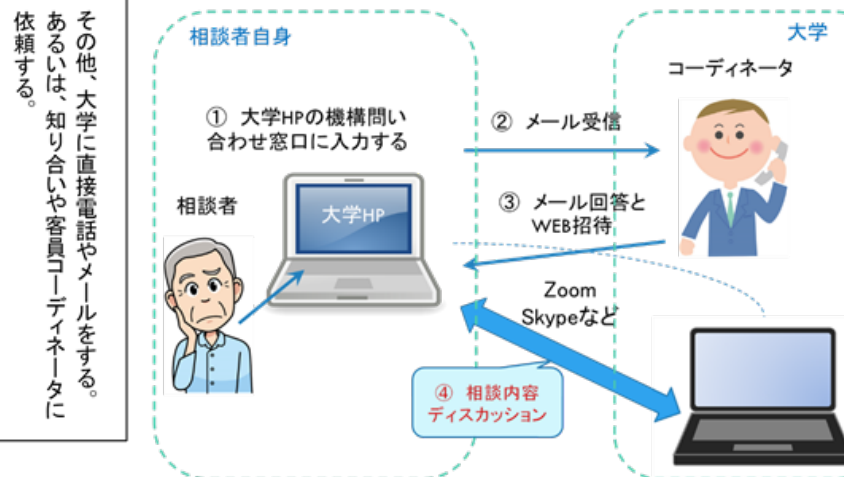 その他、大学に直接電話やメールをする。
あるいは、知り合いや客員コーディネータに
依頼する。
相談者自身
① 大学HPの機構問い
合わせ窓口に入力する
相談者
大学HP
② メール受信
③ メール回答と
WEB招待
Zoom
Skypeなど
④ 相談内容
ディスカッション
大学
コーディネータ